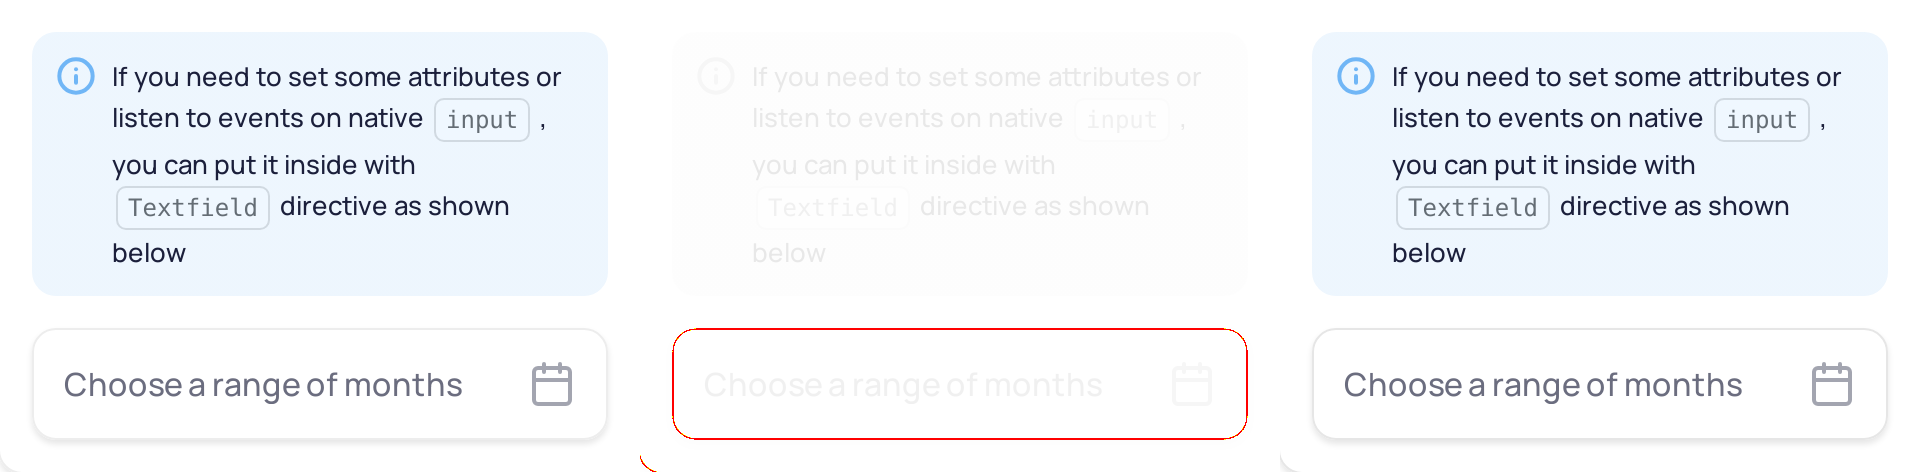 If you need to set some attributes or
listen to events on native input ,
you can put it inside with
Textfield directive as shown
below
Choose a range of months
If you need to set some attributes or
listen to events on native input ,
you can put it inside with
Textfield directive as shown
below
Choose a range of months
If you need to set some attributes or
listen to events on native input ,
you can put it inside with
Textfield directive as shown
below
Choose a range of months